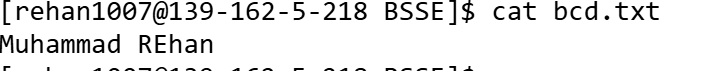 [rehan1007@139-162-5-218 BSSE]$ cat bcd.txt
Muhammad REhan